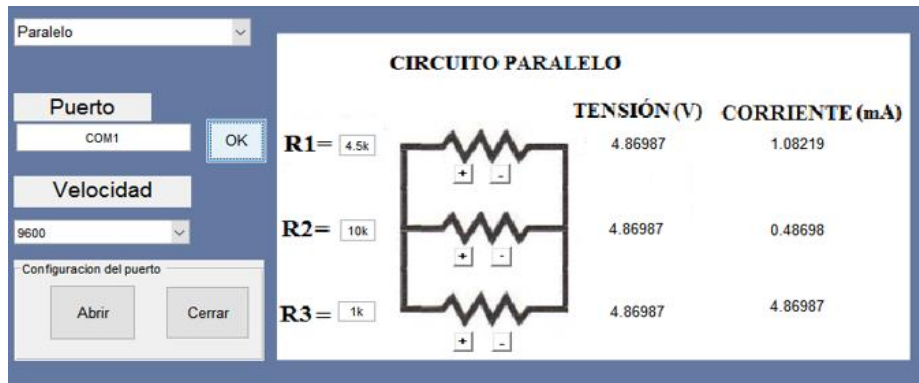 Paralelo
Puerto
COM1
OK
Velocidad
9600
Configuracion del puerto
Abrir Cerrar
CIRCUITO PARALELO
TENSIÓN (V) CORRIENTE (mA)
R1= 4.5k 4.86987 1.08219
+ -
R2= 10k 4.86987 0.48698
+ -
R3= 1k 4.86987 4.86987
+ -